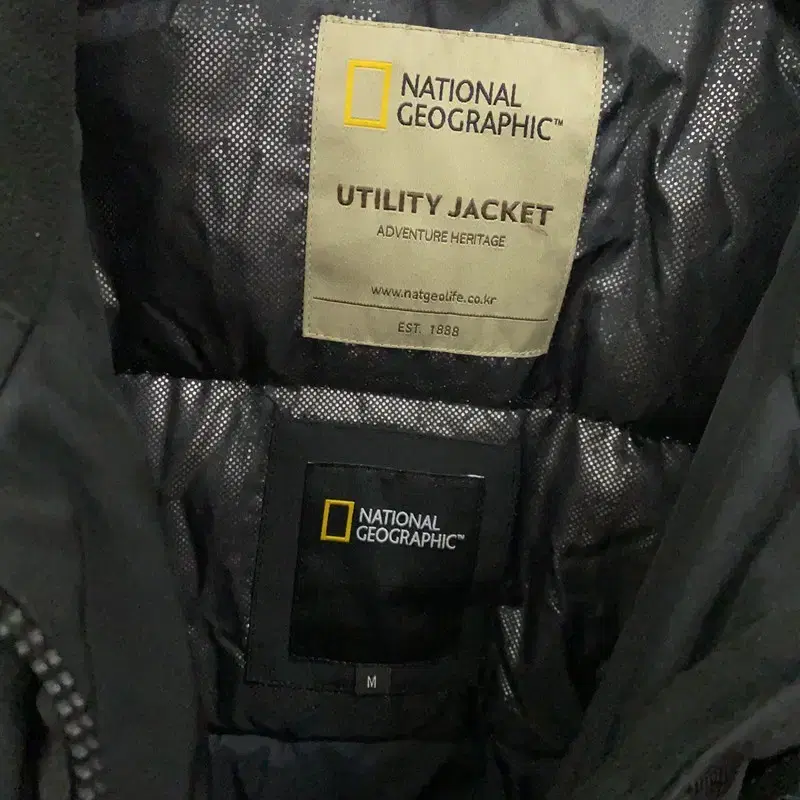 NATIONAL
GEOGRAPHIC™
UTILITY JACKET
ADVENTURE HERITAGE
www.natgeolife.co.kr
EST. 1888
NATIONAL
GEOGRAPHIC™
M